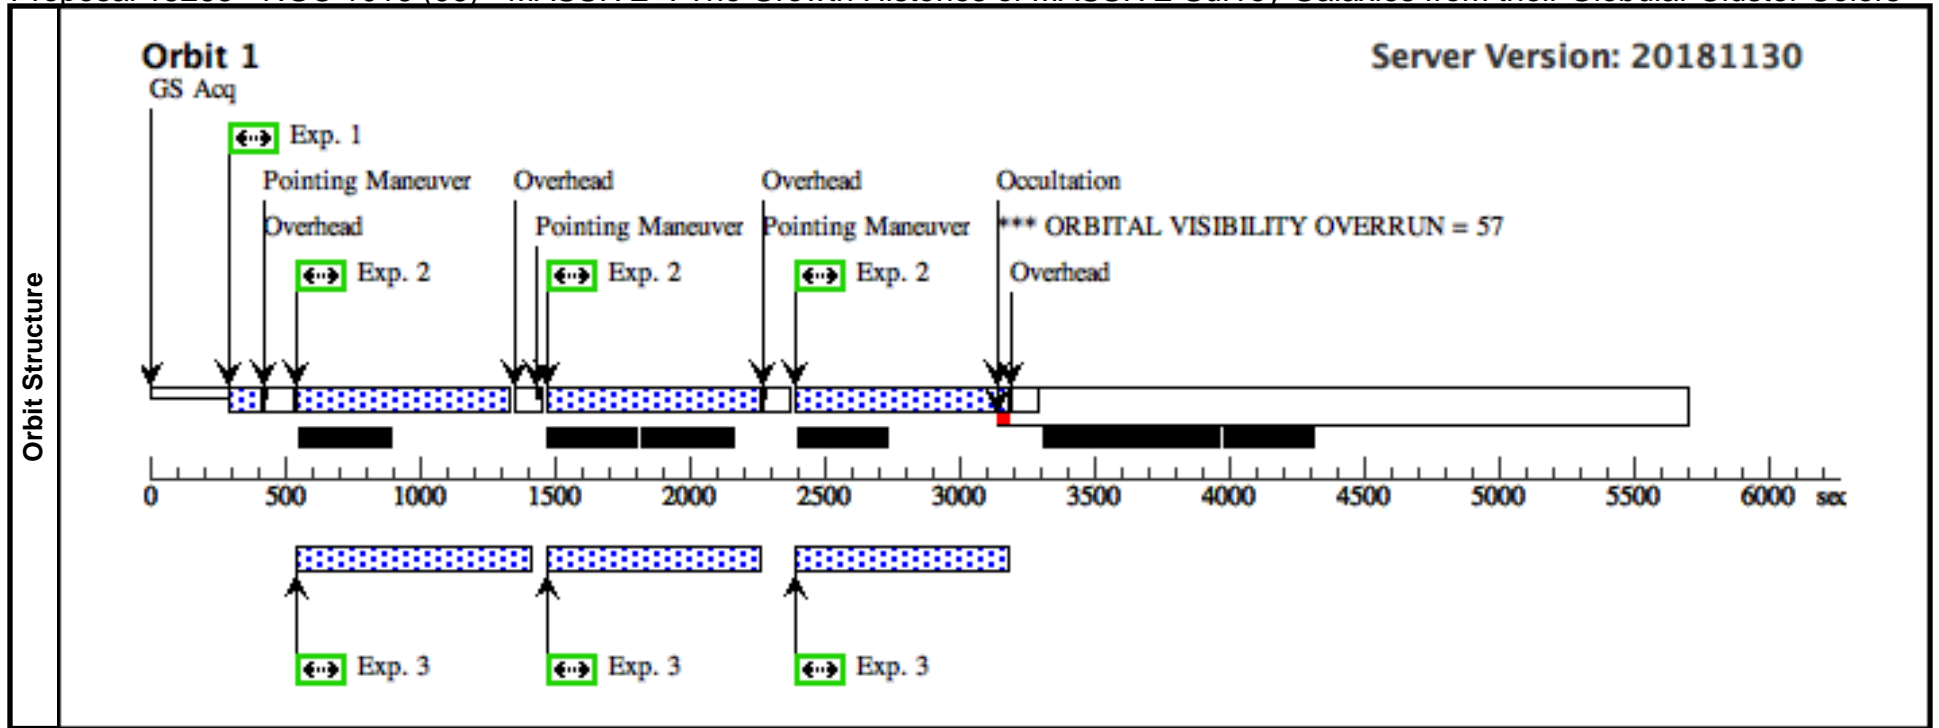 Orbit 1
Server Version: 20181130
GS Acq
Exp. 1
Pointing Maneuver Overhead Overhead Occultation
Overhead Pointing Maneuver Pointing Maneuver *** ORBITAL VISIBILITY OVERRUN = 57
Exp. 2 Exp. 2 Exp. 2 Overhead
Orbit Structure
0 500 1000 1500 2000 2500 3000 3500 4000 4500 5000 5500 6000 sec
Exp. 3 Exp. 3 Exp. 3